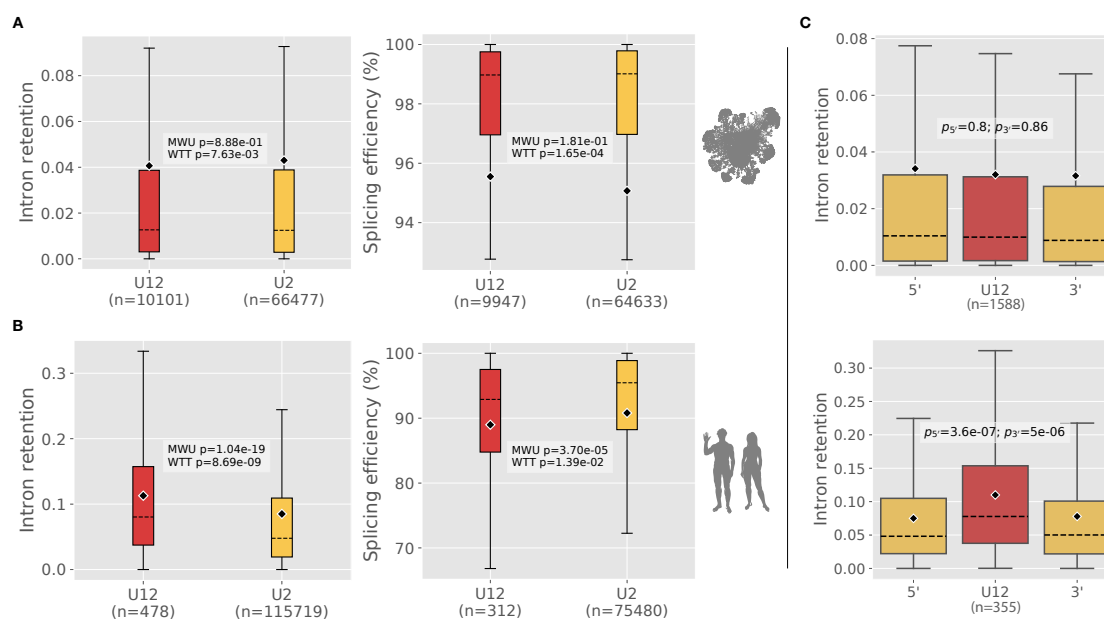 A
Intron retention
0.08
0.06
0.04
0.02
0.00
MWU p=8.88e-01
WTT p=7.63e-03
U12
(n=10101)
U2
(n=66477)
Splicing efficiency (%)
100
98
96
94
MWU p=1.81e-01
WTT p=1.65e-04
U12
(n=9947)
U2
(n=64633)
B
Intron retention
0.3
0.2
0.1
0.0
MWU p=1.04e-19
WTT p=8.69e-09
U12
(n=478)
U2
(n=115719)
Splicing efficiency (%)
100
90
80
70
MWU p=3.70e-05
WTT p=1.39e-02
U12
(n=312)
U2
(n=75480)
C
Intron retention
0.08
0.06
0.04
0.02
0.00
p5'=0.8; p3'=0.86
5'
U12
3'
(n=1588)
Intron retention
0.30
0.25
0.20
0.15
0.10
0.05
0.00
p5'=3.6e-07; p3'=5e-06
5'
U12
3'
(n=355)